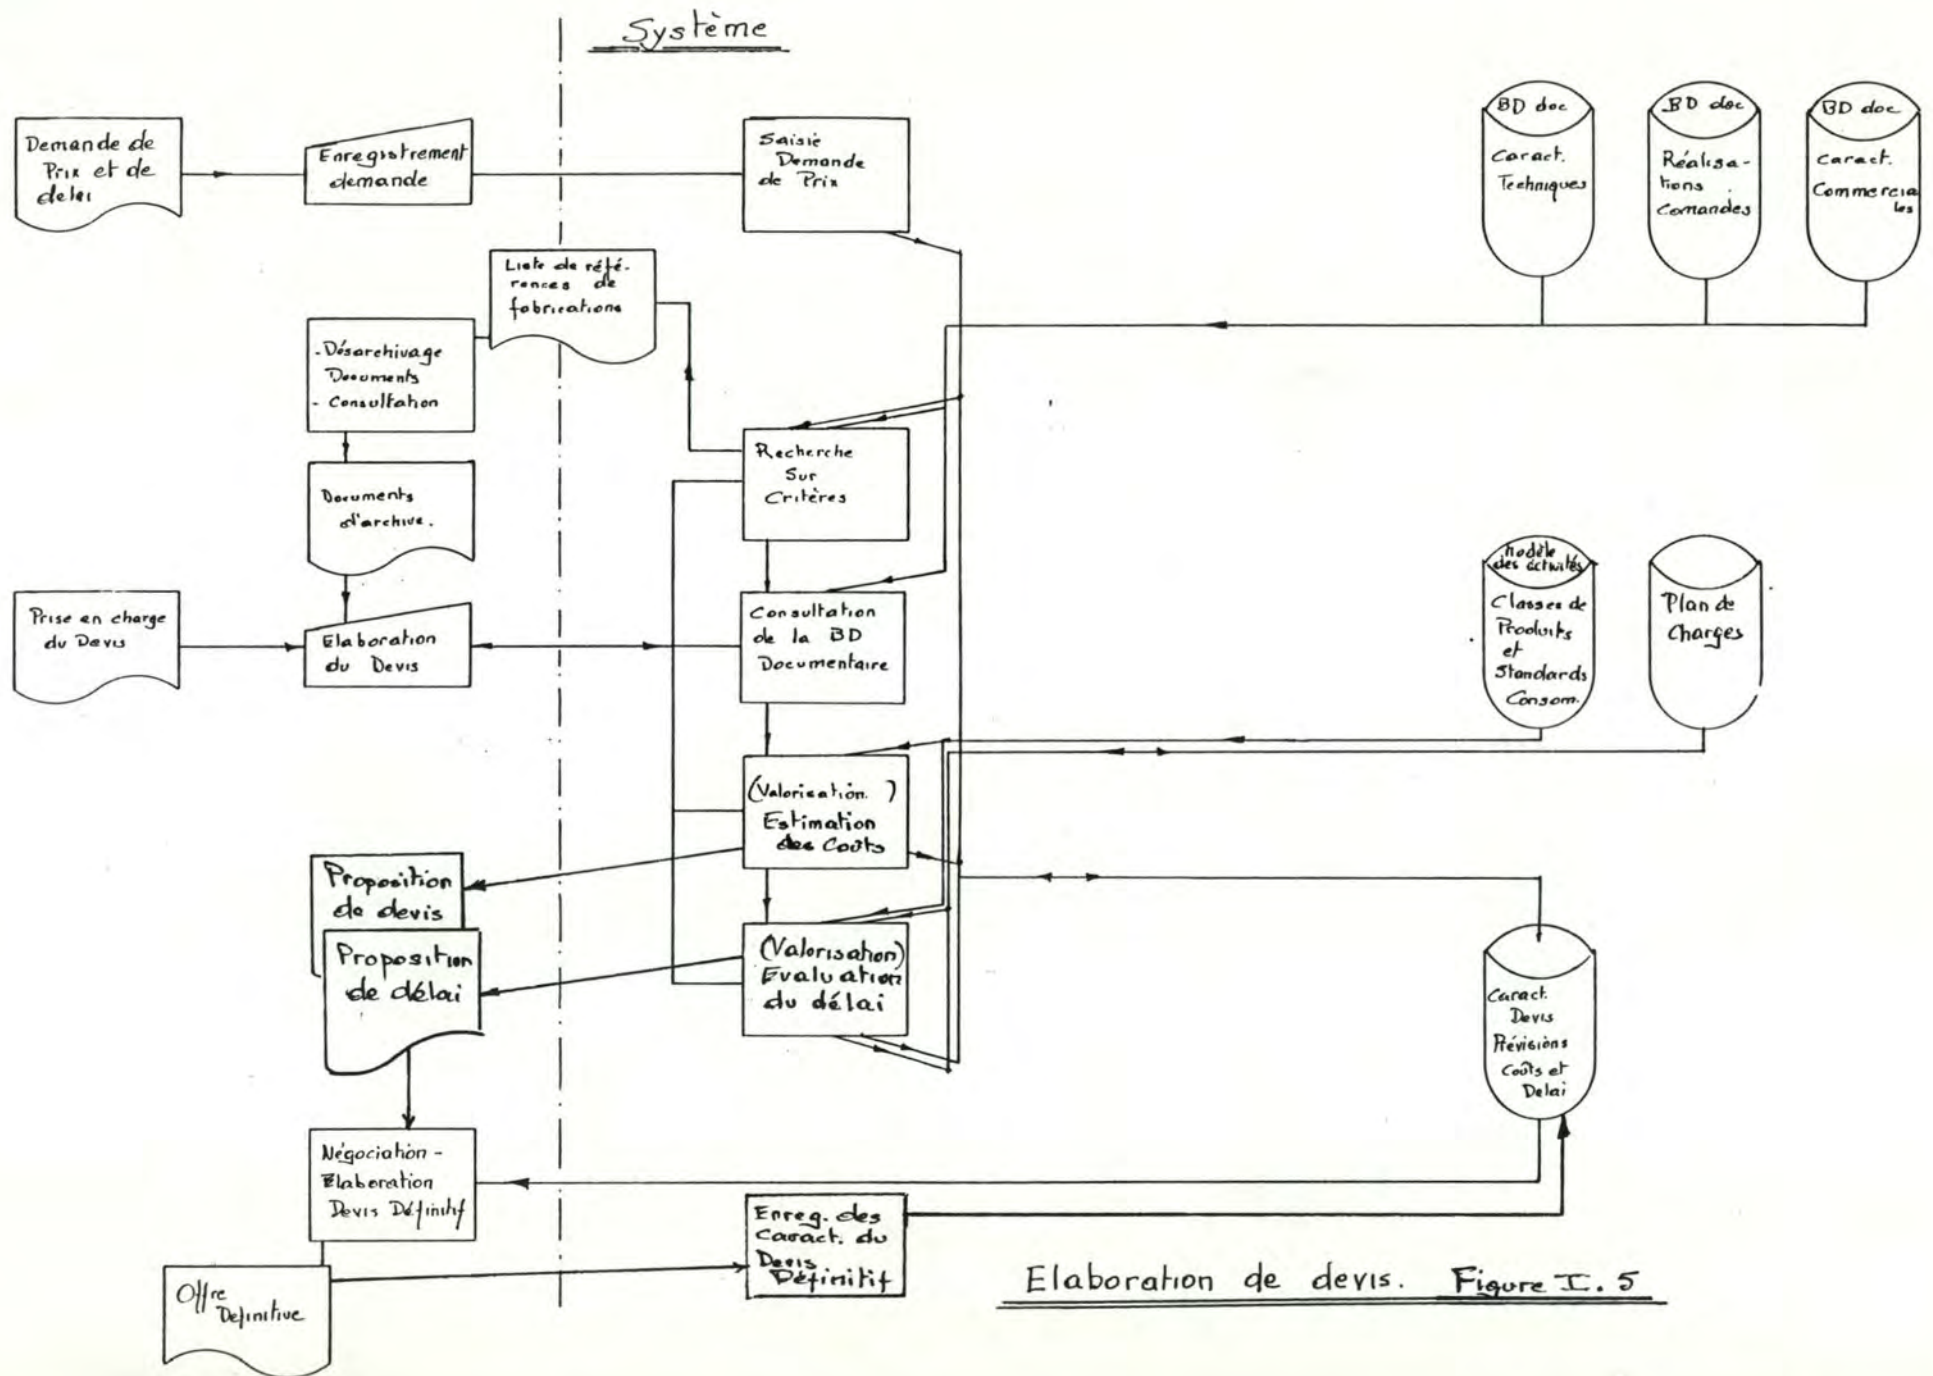 Système
Demande de
Prix et de
delai
Enregistrement
demande
Saisie
Demande
de Prix
BD doc
Caract.
Techniques
BD doc
Réalisa-
tions
Comandes
BD doc
Caract.
Commercia
les
Liste de réfé-
rences de
fabrications
- Désarchivage
Documents
- Consultation
Recherche
Sur
Critères
Documents
d'archive.
Prise en charge
du Devis
Elaboration
du Devis
Consultation
de la BD
Documentaire
Modèle
des activités
Classes de
Produits
et
Standards
Consom.
Plan de
Charges
(Valorisation.)
Estimation
des Coûts
Proposition
de devis
Proposition
de délai
(Valorisation)
Evaluation
du délai
Caract.
Devis
Prévisions
Coûts et
Delai
Négociation -
Elaboration
Devis Définitif
Enreg. des
Caract. du
Devis
Définitif
Offre
Definitive
Elaboration de devis. Figure I. 5